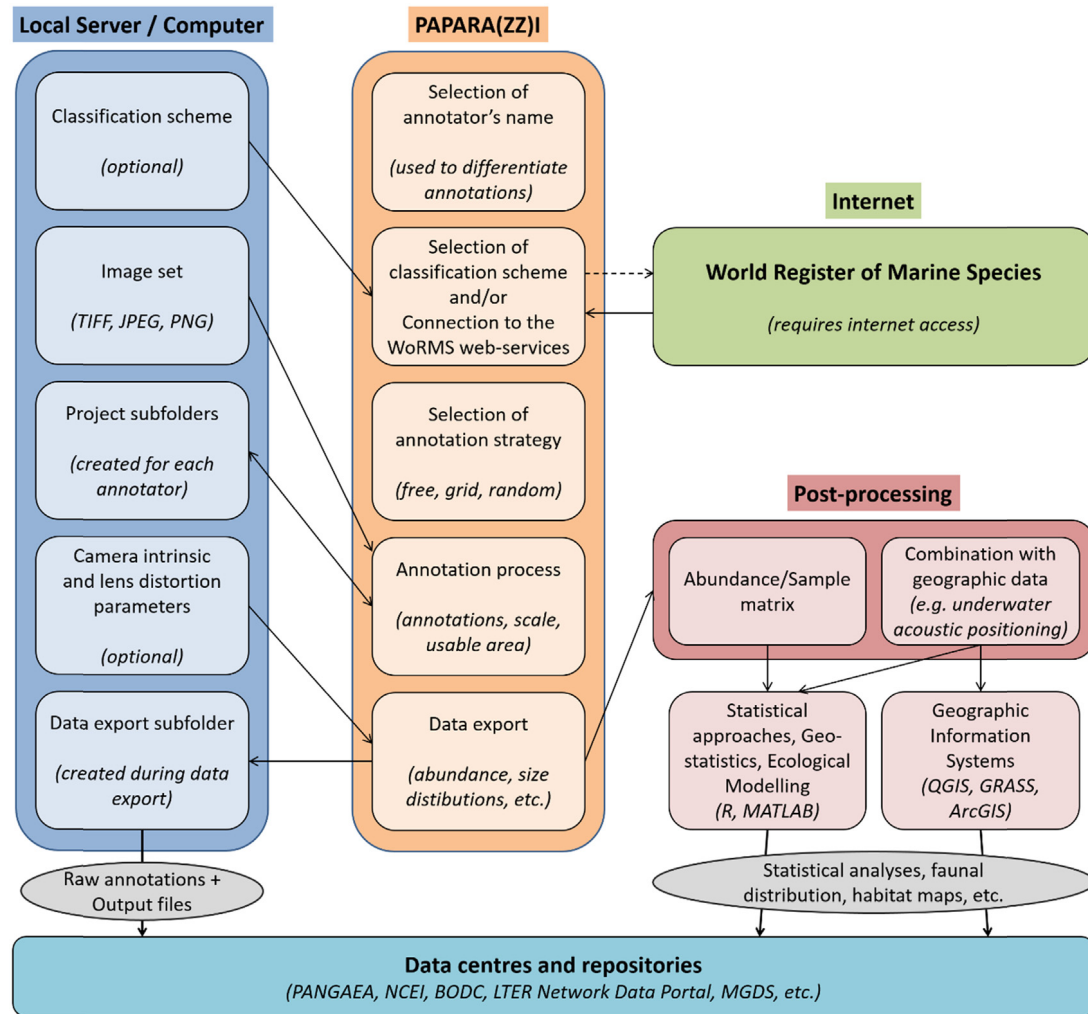 Local Server / Computer
Classification scheme
(optional)
Image set
(TIFF, JPEG, PNG)
Project subfolders
(created for each
annotator)
Camera intrinsic
and lens distortion
parameters
(optional)
Data export subfolder
(created during data
export)
Raw annotations +
Output files
PAPARA(ZZ)I
Selection of
annotator's name
(used to differentiate
annotations)
Selection of
classification scheme
and/or
Connection to the
WoRMS web-services
Selection of
annotation strategy
(free, grid, random)
Annotation process
(annotations, scale,
usable area)
Data export
(abundance, size
distibutions, etc.)
Internet
World Register of Marine Species
(requires internet access)
Post-processing
Abundance/Sample
matrix
Combination with
geographic data
(e.g. underwater
acoustic positioning)
Statistical
approaches, Geo-
statistics, Ecological
Modelling
(R, MATLAB)
Geographic
Information
Systems
(QGIS, GRASS,
ArcGIS)
Statistical analyses, faunal
distribution, habitat maps, etc.
Data centres and repositories
(PANGAEA, NCEI, BODC, LTER Network Data Portal, MGDS, etc.)